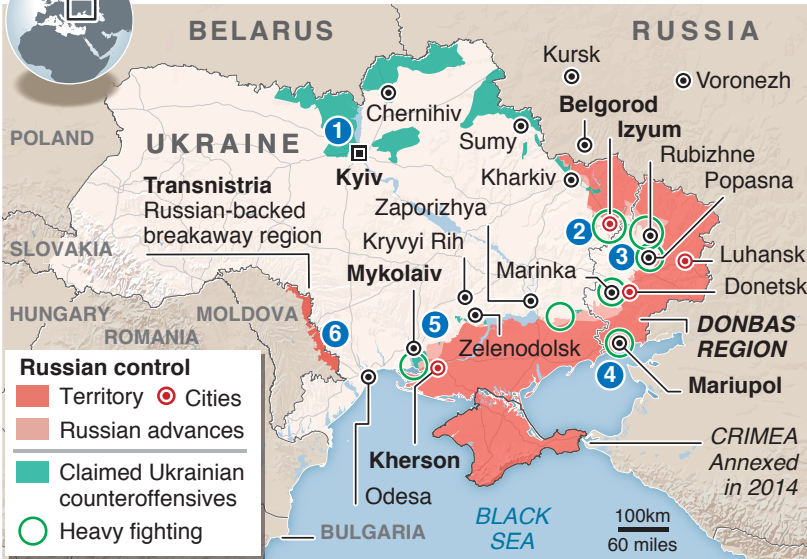 BELARUS
RUSSIA
Kursk
Voronezh
Chernihiv
Belgorod
Izyum
Rubizhne
Popasna
POLAND
UKRAINE
1
Sumy
Kyiv
Kharkiv
Transnistria
Russian-backed
breakaway region
Zaporizhya
Kryvyi Rih
2
3
SLOVAKIA
Mykolaiv
Marinka
Luhansk
Donetsk
HUNGARY
MOLDOVA
ROMANIA
6
5
Zelenodolsk
DONBAS
REGION
4
Mariupol
Russian control
Territory
Cities
Russian advances
Claimed Ukrainian
counteroffensives
Heavy fighting
Kherson
Odesa
CRIMEA
Annexed
in 2014
BULGARIA
BLACK
SEA
100km
60 miles